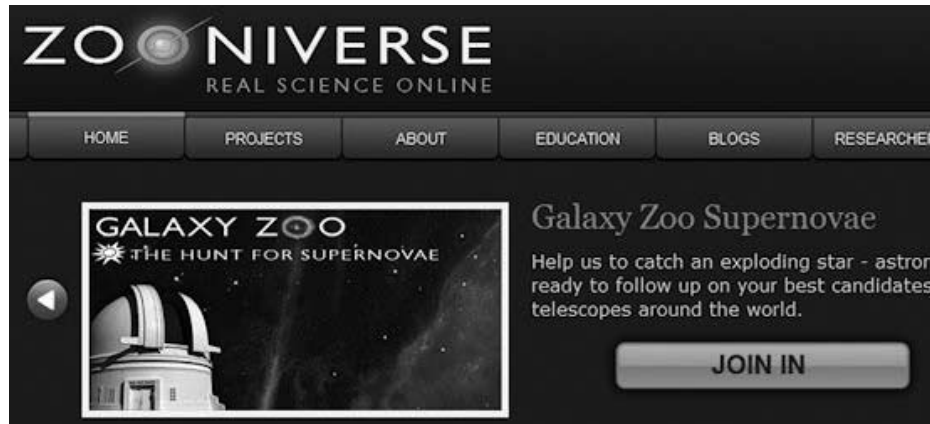 ZOONIVERSE
REAL SCIENCE ONLINE
HOME PROJECTS ABOUT EDUCATION BLOGS RESEARCHE
GALAXY ZOO
THE HUNT FOR SUPERNOVAE
Galaxy Zoo Supernovae
Help us to catch an exploding star - astron
ready to follow up on your best candidates
telescopes around the world.
JOIN IN